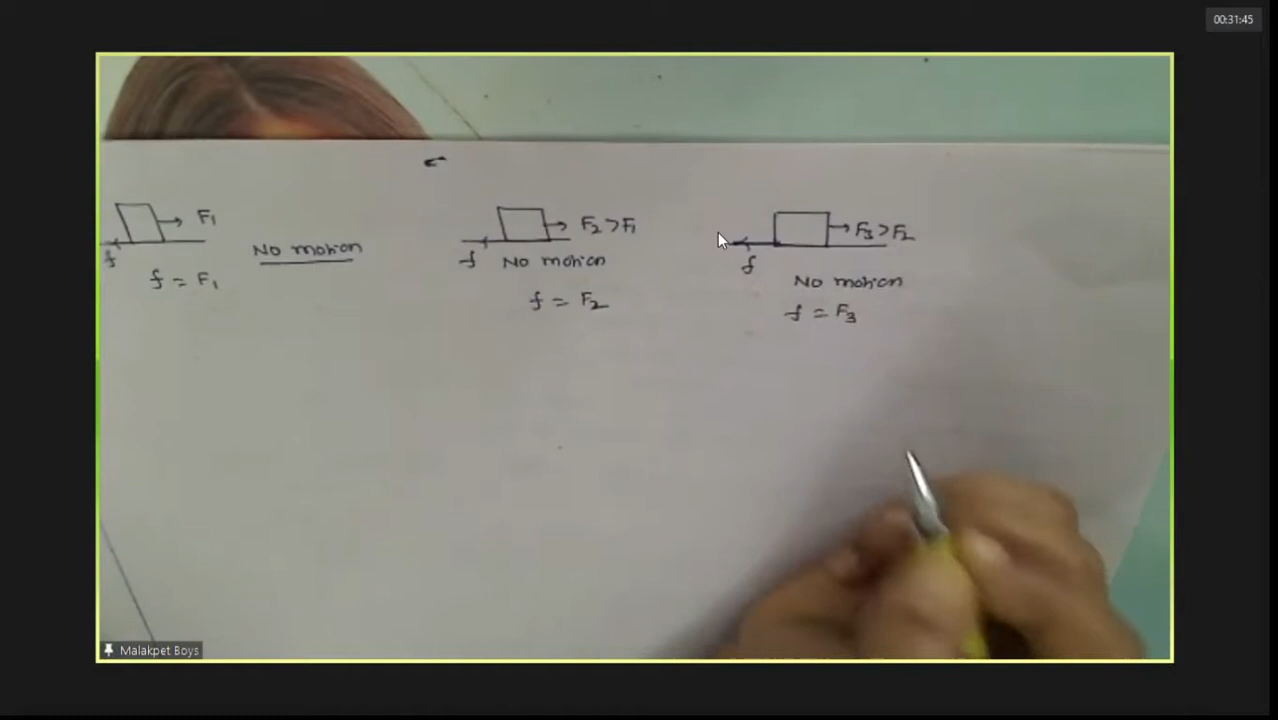 00:31:45
F₁
f
No motion
f = F₁
F₂ > F₁
f
No motion
f = F₂
F₃ > F₂
f
No motion
f = F₃
Malakpet Boys